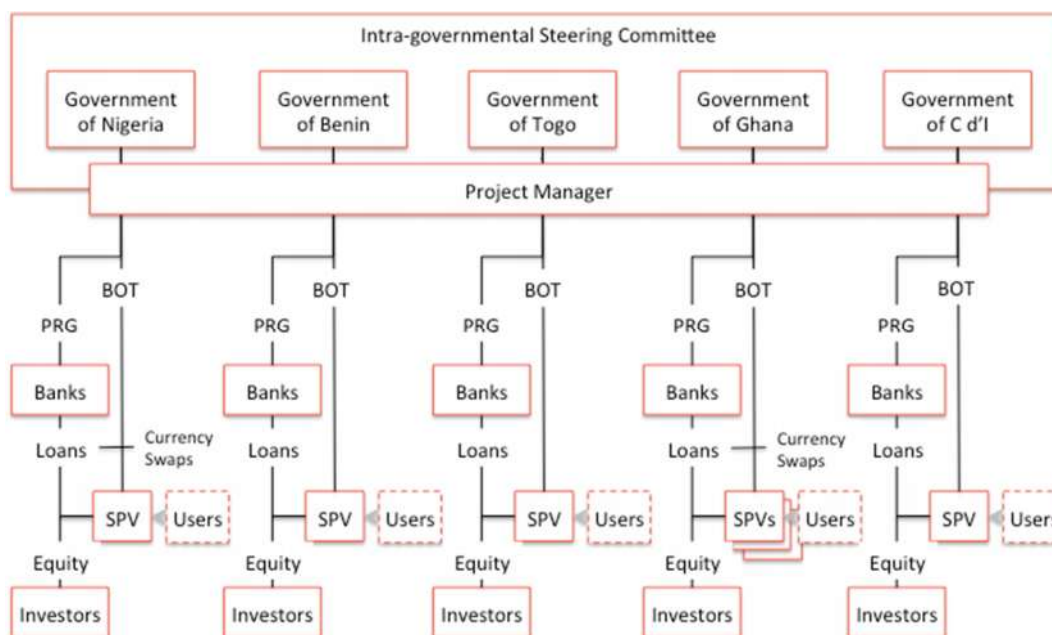 Intra-governmental Steering Committee
Government
of Nigeria
Government
of Benin
Government
of Togo
Government
of Ghana
Government
of C d'I
Project Manager
BOT
BOT
BOT
BOT
BOT
PRG
PRG
PRG
PRG
PRG
Banks
Banks
Banks
Banks
Banks
Loans
Currency
Swaps
Loans
Loans
Loans
Currency
Swaps
Loans
SPV
Users
SPV
Users
SPV
Users
SPVs
Users
SPV
Users
Equity
Equity
Equity
Equity
Equity
Investors
Investors
Investors
Investors
Investors